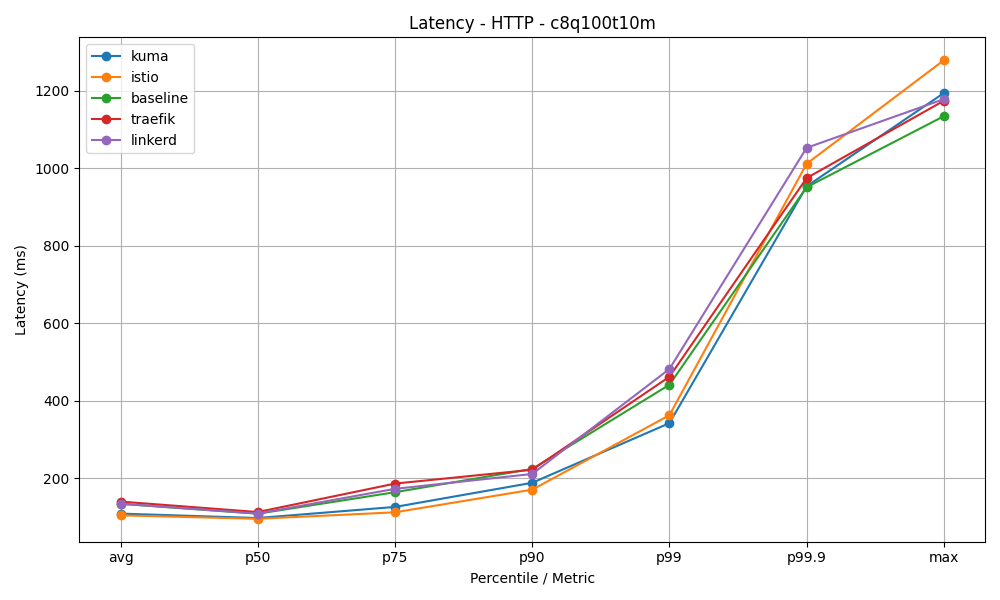 Latency - HTTP - c8q100t10m
kuma
istio
baseline
traefik
linkerd
Latency (ms)
1200
1000
800
600
400
200
avg p50 p75 p90 p99 p99.9 max
Percentile / Metric